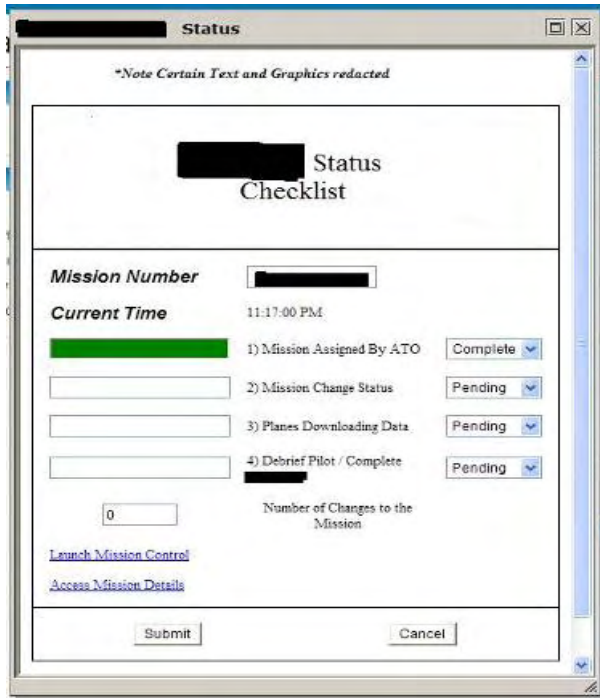 Status
*Note Certain Text and Graphics redacted
Status
Checklist
Mission Number
Current Time
11:17:00 PM
1) Mission Assigned By ATO
Complete
2) Mission Change Status
Pending
3) Planes Downloading Data
Pending
4) Debrief Pilot / Complete
Pending
0
Number of Changes to the
Mission
Launch Mission Control
Access Mission Details
Submit
Cancel